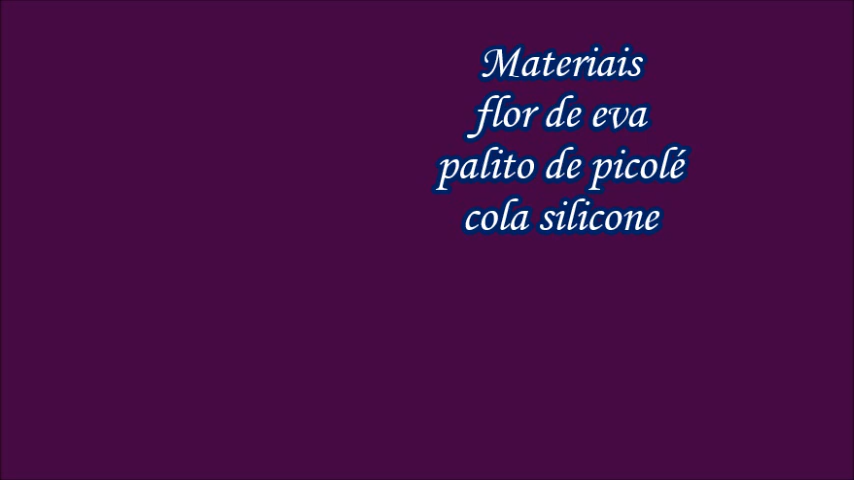 Materiais
flor de eva
palito de picolé
cola silicone